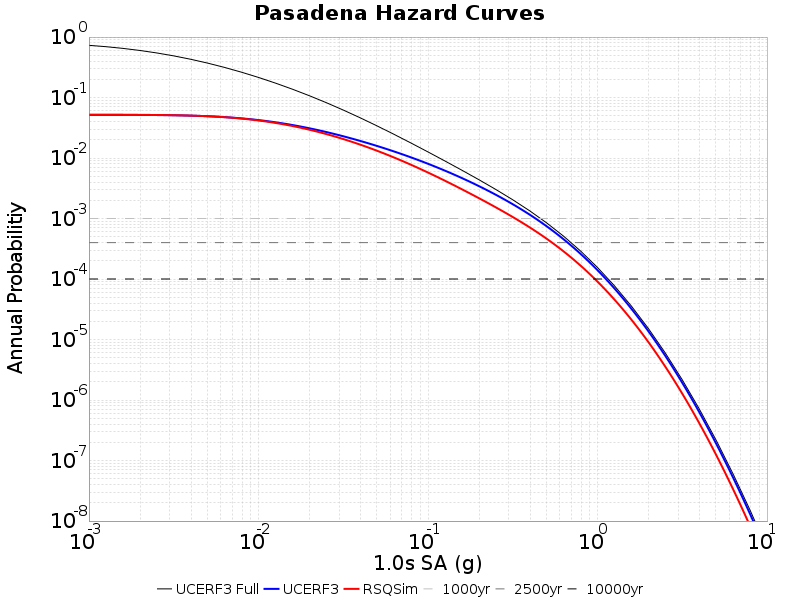 Pasadena Hazard Curves
10^0
10^-1
10^-2
10^-3
10^-4
10^-5
10^-6
10^-7
10^-8
Annual Probabilitiy
10^-3 10^-2 10^-1 10^0 10^1
1.0s SA (g)
UCERF3 Full UCERF3 RSQSim 1000yr 2500yr 10000yr